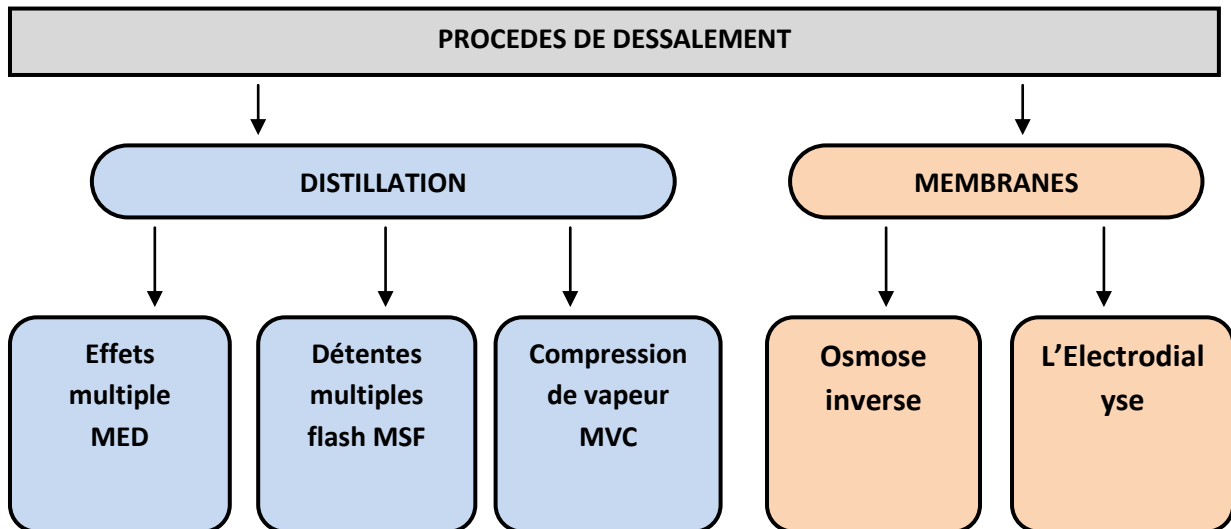 PROCEDES DE DESSALEMENT
DISTILLATION
MEMBRANES
Effets
multiple
MED
Détentes
multiples
flash MSF
Compression
de vapeur
MVC
Osmose
inverse
L’Electrodial
yse